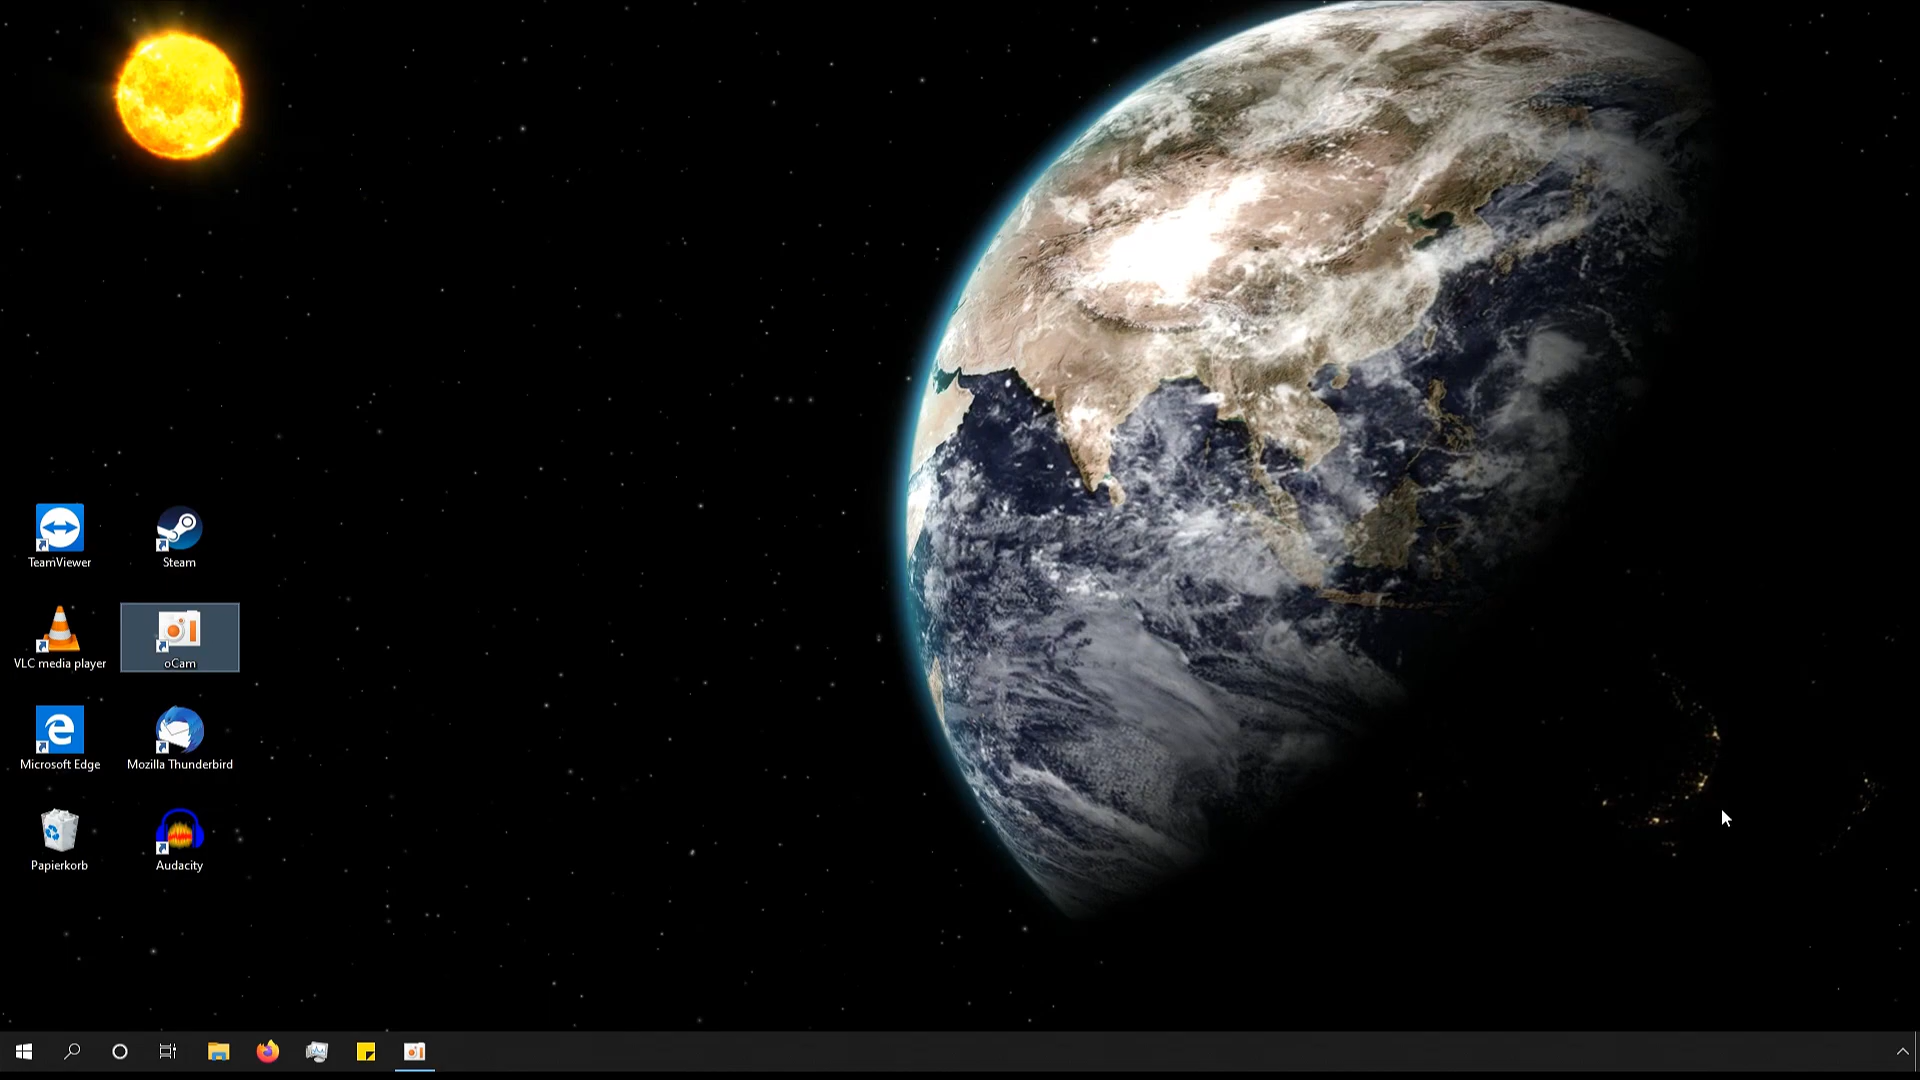 TeamViewer
Steam
VLC media player
oCam
Microsoft Edge
Mozilla Thunderbird
Papierkorb
Audacity